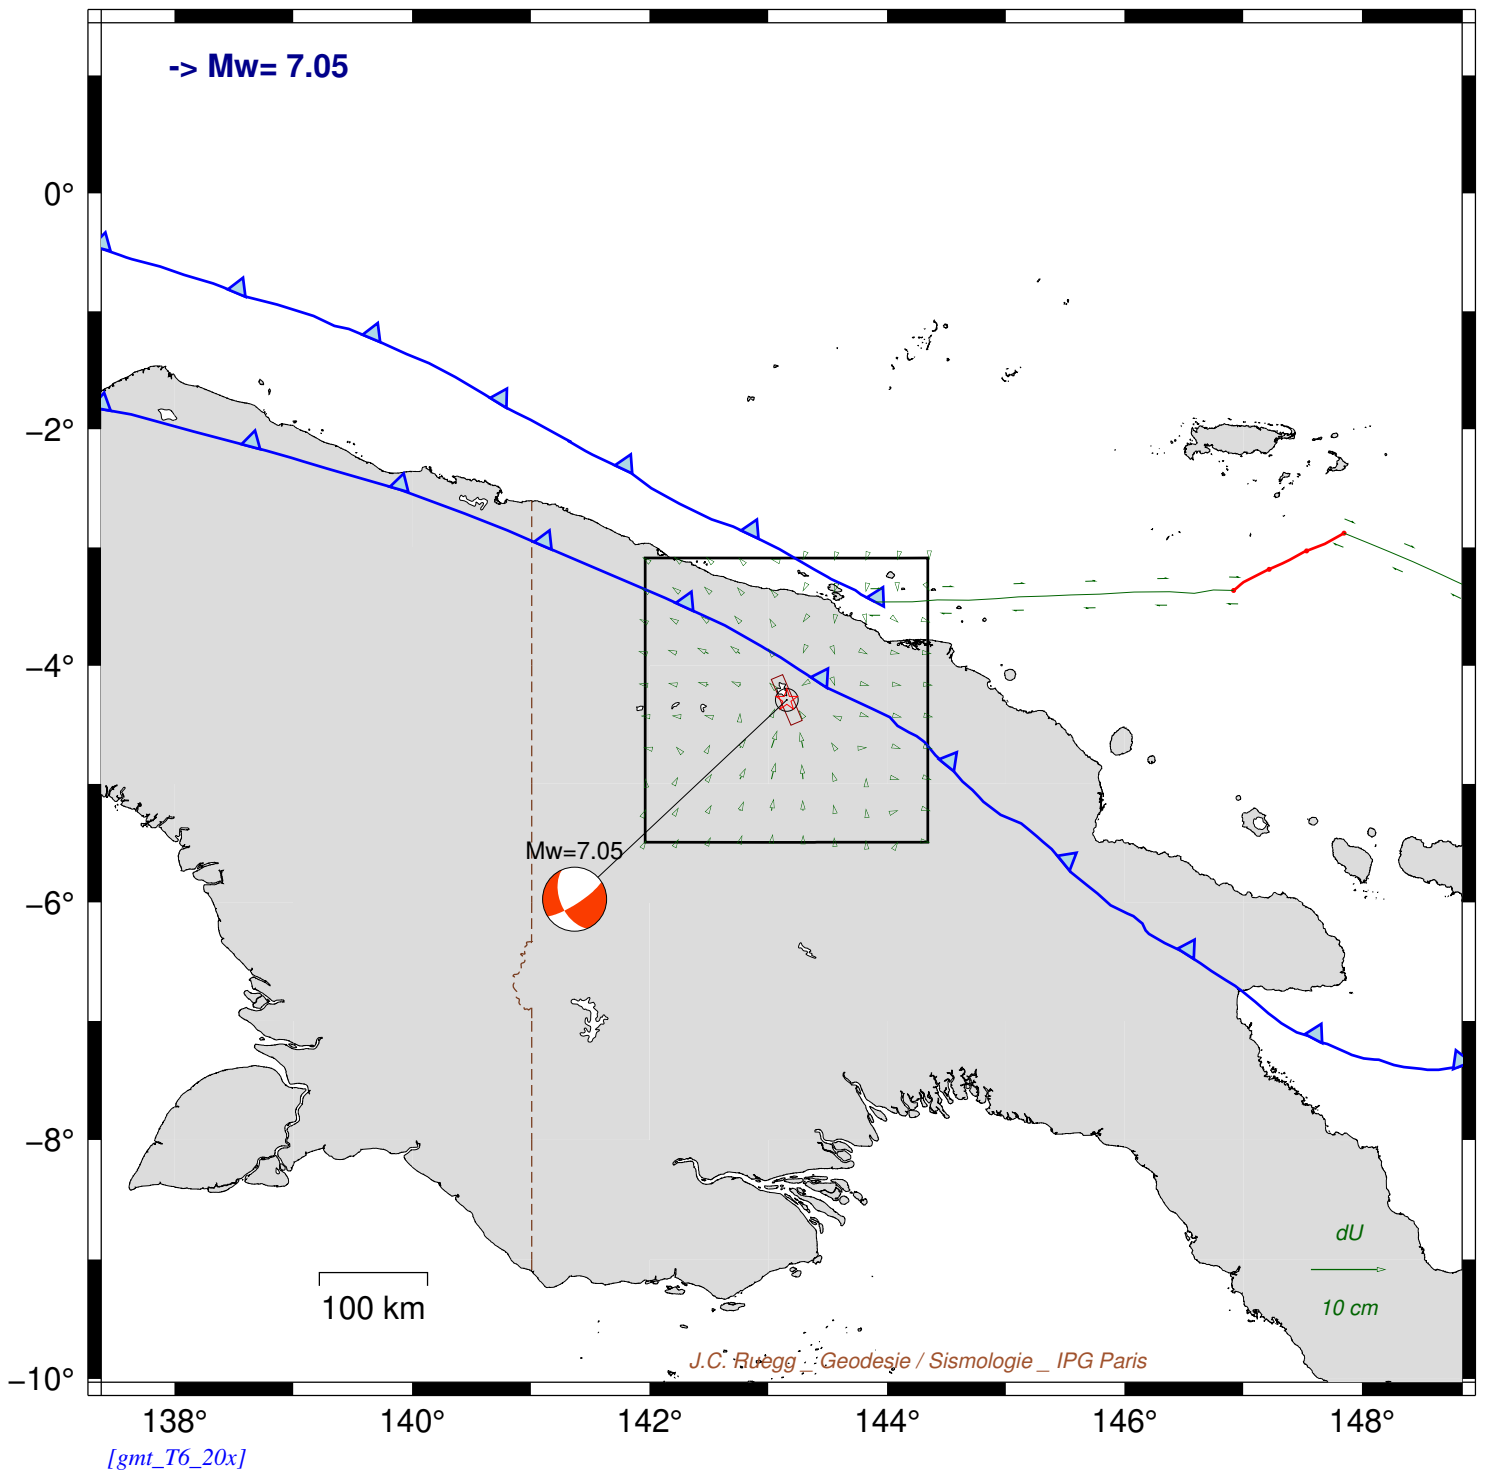 -> Mw= 7.05
0°
−2°
−4°
−6°
−8°
−10°
Mw=7.05
dU
10 cm
100 km
J.C. Ruegg _ Geodesie / Sismologie _ IPG Paris
138°
140°
142°
144°
146°
148°
[gmt_T6_20x]